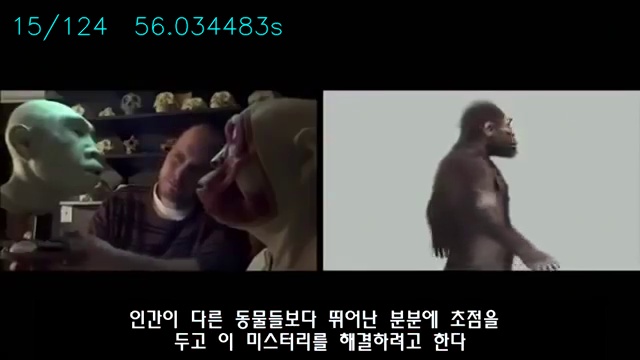 15/124 56.034483s
인간이 다른 동물들보다 뛰어난 분분에 초점을
두고 이 미스터리를 해결하려고 한다